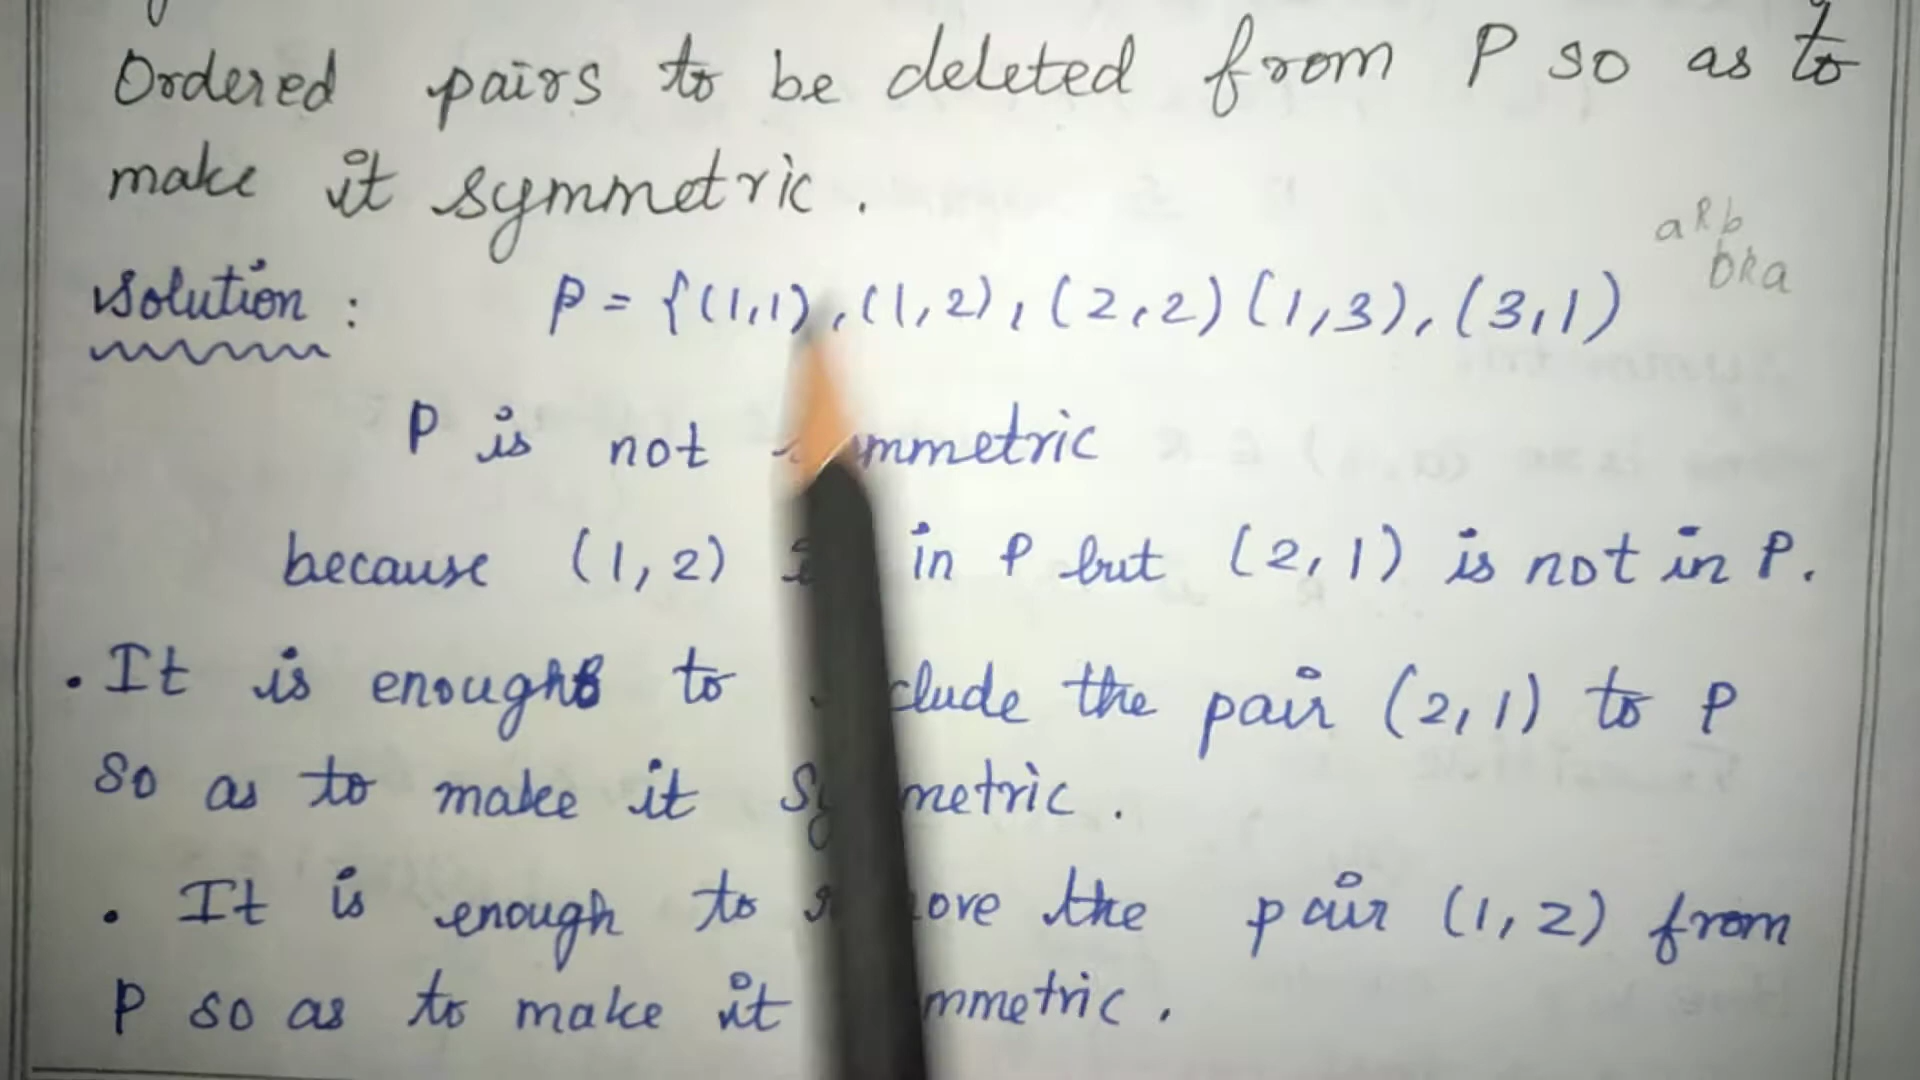 Ordered pairs to be deleted from P so as to
make it symmetric.
aRb
bRa
Solution : P = {(1,1), (1,2), (2,2) (1,3), (3,1)
P is not mmetric
because (1,2) in P but (2,1) is not in P.
. It is enough to clude the pair (2,1) to P
so as to make it Sy metric.
. It is enough to ove the pair (1,2) from
P so as to make it mmetric.